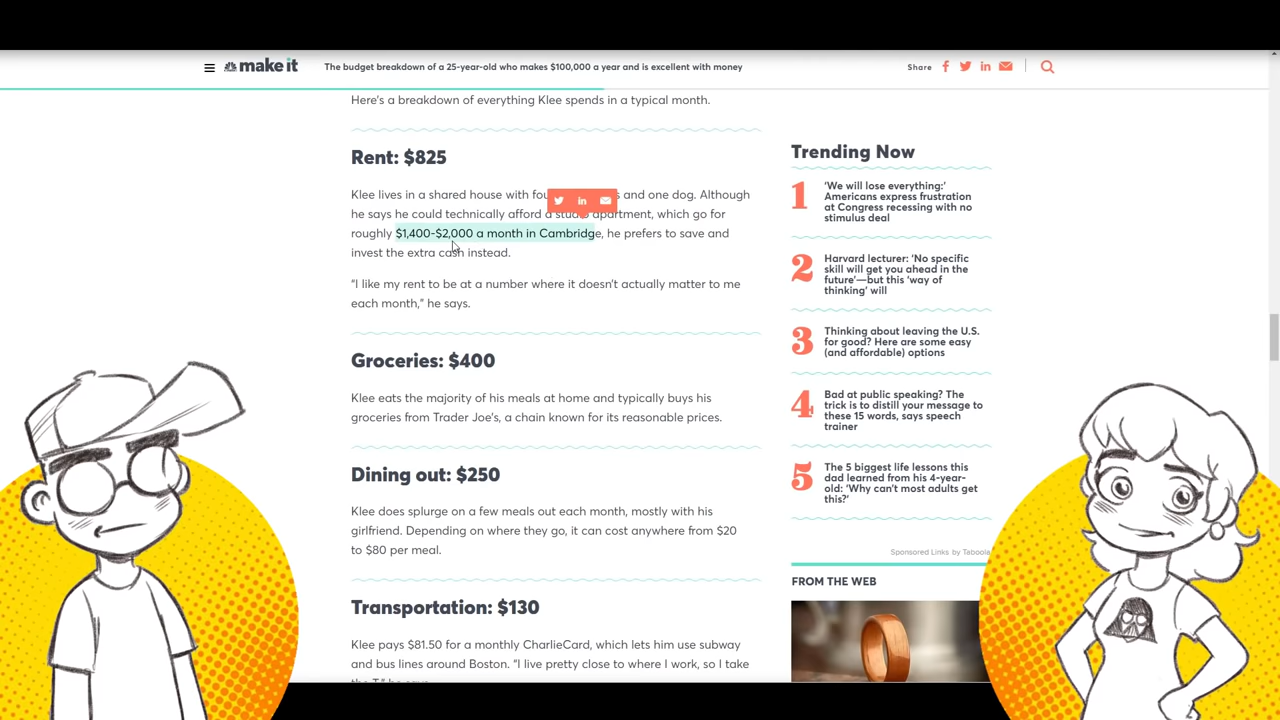 make it
The budget breakdown of a 25-year-old who makes $100,000 a year and is excellent with money
Share
Here's a breakdown of everything Klee spends in a typical month.
Rent: $825
Klee lives in a shared house with fou and one dog. Although
he says he could technically afford a studio apartment, which go for
roughly $1,400-$2,000 a month in Cambridge, he prefers to save and
invest the extra cash instead.
"I like my rent to be at a number where it doesn't actually matter to me
each month," he says.
Groceries: $400
Klee eats the majority of his meals at home and typically buys his
groceries from Trader Joe's, a chain known for its reasonable prices.
Dining out: $250
Klee does splurge on a few meals out each month, mostly with his
girlfriend. Depending on where they go, it can cost anywhere from $20
to $80 per meal.
Transportation: $130
Klee pays $81.50 for a monthly CharlieCard, which lets him use subway
and bus lines around Boston. "I live pretty close to where I work, so I take
Trending Now
1
'We will lose everything:'
Americans express frustration
at Congress recessing with no
stimulus deal
2
Harvard lecturer: 'No specific
skill will get you ahead in the
future'—but this 'way of
thinking' will
3
Thinking about leaving the U.S.
for good? Here are some easy
(and affordable) options
4
Bad at public speaking? The
trick is to distill your message to
these 15 words, says speech
trainer
5
The 5 biggest life lessons this
dad learned from his 4-year-
old: 'Why can't most adults get
this?'
Sponsored Links by Taboola
FROM THE WEB